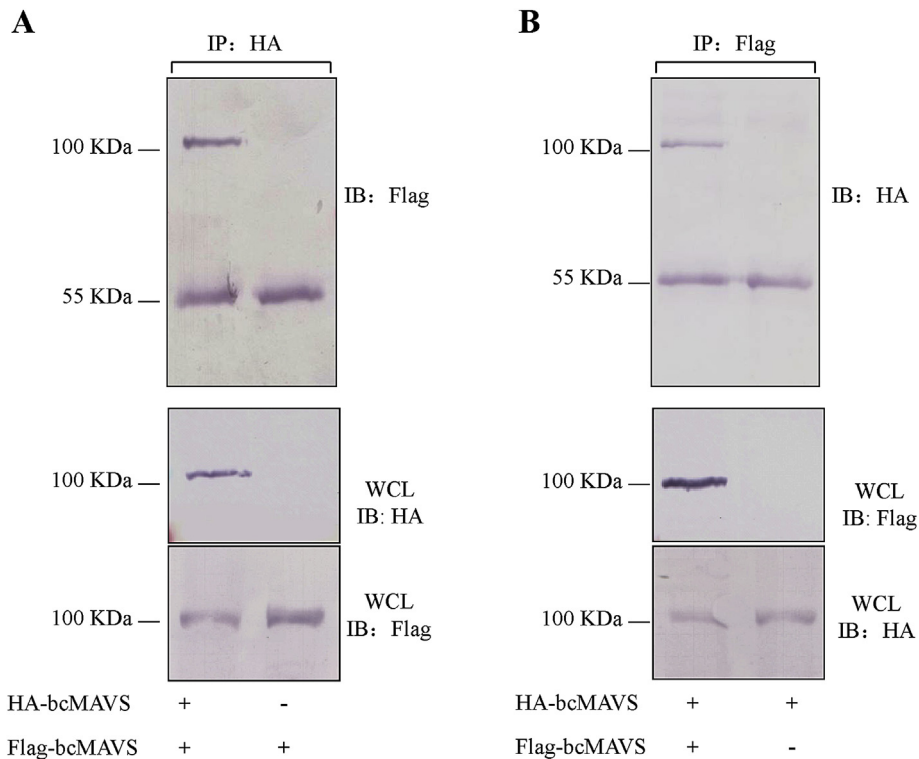 A
IP: HA
100 KDa
55 KDa
IB: Flag
100 KDa
WCL
IB: HA
100 KDa
WCL
IB: Flag
HA-bcMAVS + -
Flag-bcMAVS + +
B
IP: Flag
100 KDa
55 KDa
IB: HA
100 KDa
WCL
IB: Flag
100 KDa
WCL
IB: HA
HA-bcMAVS + +
Flag-bcMAVS + -